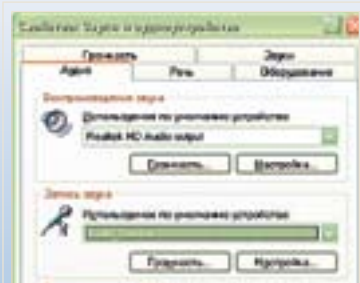 Свойства: Звуки и аудиоустройства
Громкость Звуки
Аудио Речь Оборудование
Воспроизведение звука
Используемое по умолчанию устройство
Realtek HD Audio output
Громкость... Настройка...
Запись звука
Используемое по умолчанию устройство
Громкость... Настройка...